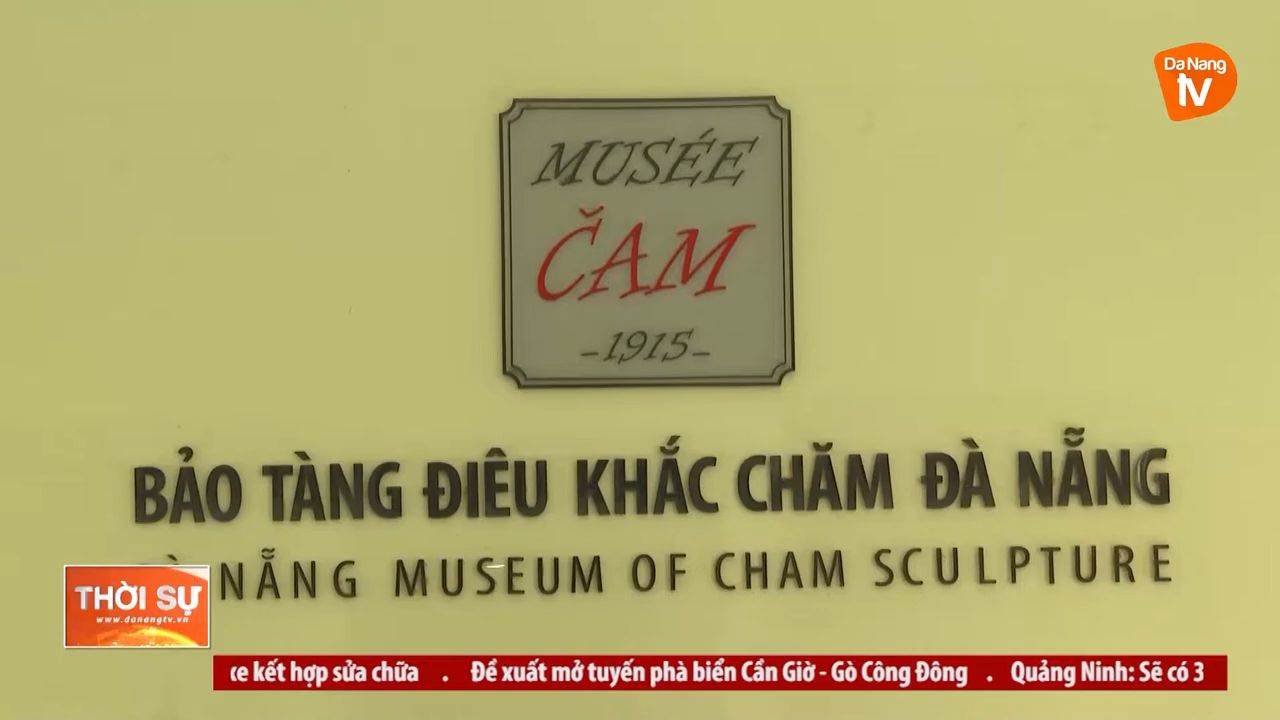 Da Nang
tv
MUSÉE
ČAM
-1915-
BẢO TÀNG ĐIÊU KHẮC CHĂM ĐÀ NẴNG
NẴNG MUSEUM OF CHAM SCULPTURE
THỜI SỰ
www.danangtv.vn
kết hợp sửa chữa . Đề xuất mở tuyến phà biển Cần Giờ - Gò Công Đông . Quảng Ninh: Sẽ có 3